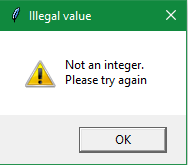 Illegal value
Not an integer.
Please try again
OK